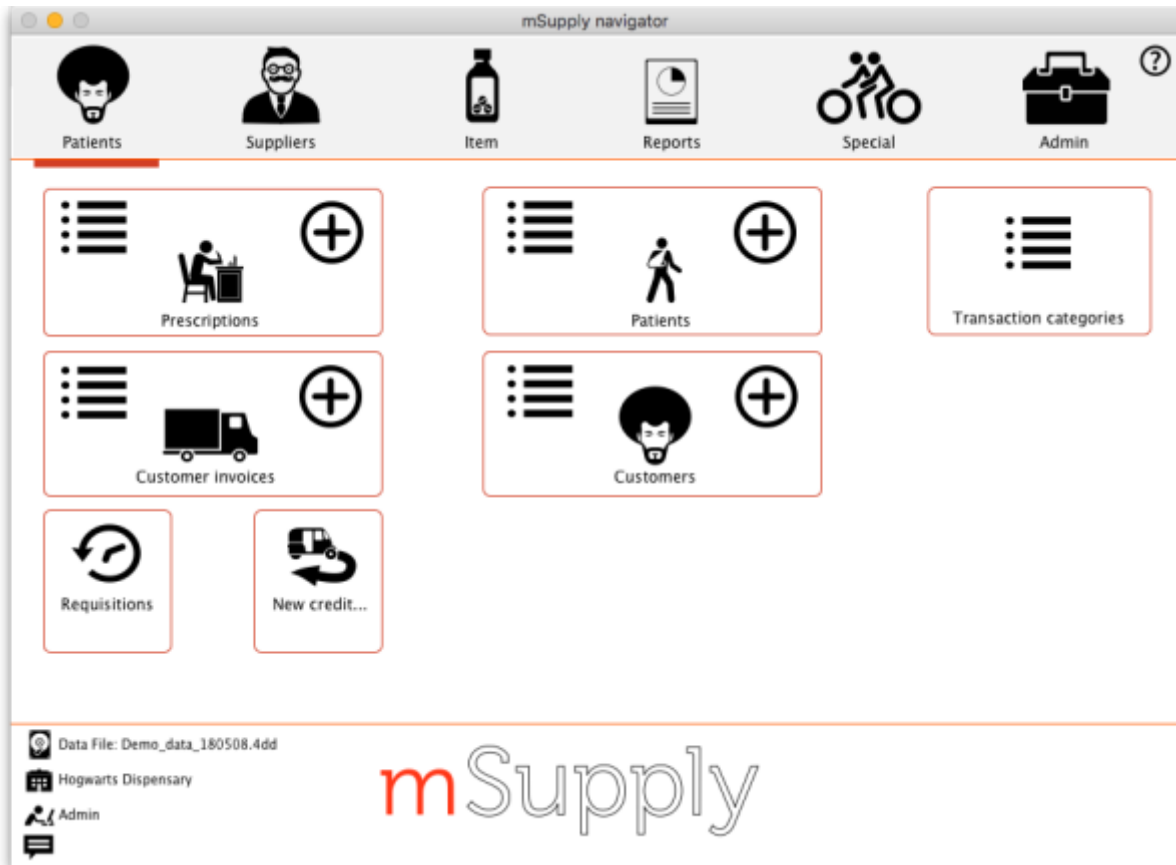 mSupply navigator
Patients Suppliers Item Reports Special Admin ?
Prescriptions Patients Transaction categories
Customer invoices Customers
Requisitions New credit...
Data File: Demo_data_180508.4dd
Hogwarts Dispensary
Admin
mSupply